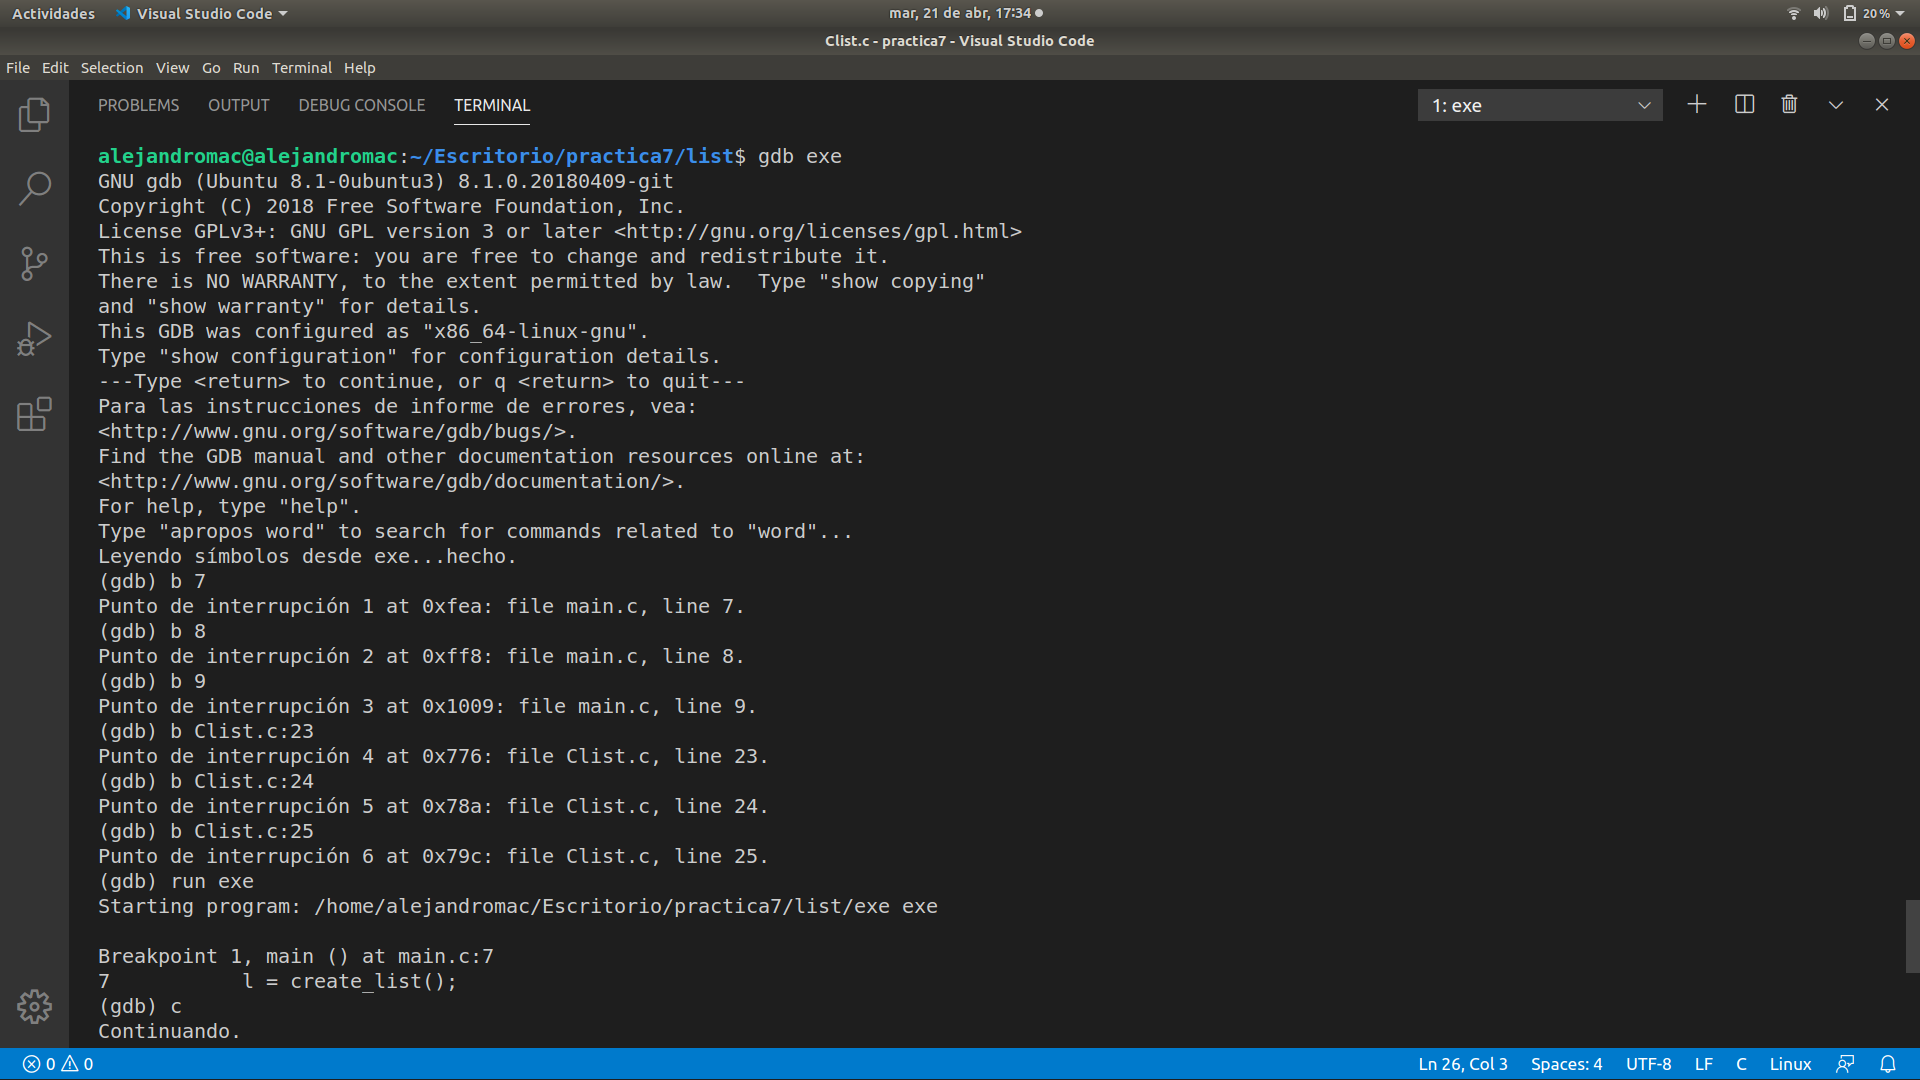 Actividades Visual Studio Code mar, 21 de abr, 17:34 20 %
Clist.c - practica7 - Visual Studio Code
File Edit Selection View Go Run Terminal Help
PROBLEMS OUTPUT DEBUG CONSOLE TERMINAL 1: exe
alejandromac@alejandromac:~/Escritorio/practica7/list$ gdb exe
GNU gdb (Ubuntu 8.1-0ubuntu3) 8.1.0.20180409-git
Copyright (C) 2018 Free Software Foundation, Inc.
License GPLv3+: GNU GPL version 3 or later <http://gnu.org/licenses/gpl.html>
This is free software: you are free to change and redistribute it.
There is NO WARRANTY, to the extent permitted by law.  Type "show copying"
and "show warranty" for details.
This GDB was configured as "x86_64-linux-gnu".
Type "show configuration" for configuration details.
---Type <return> to continue, or q <return> to quit---
Para las instrucciones de informe de errores, vea:
<http://www.gnu.org/software/gdb/bugs/>.
Find the GDB manual and other documentation resources online at:
<http://www.gnu.org/software/gdb/documentation/>.
For help, type "help".
Type "apropos word" to search for commands related to "word"...
Leyendo símbolos desde exe...hecho.
(gdb) b 7
Punto de interrupción 1 at 0xfea: file main.c, line 7.
(gdb) b 8
Punto de interrupción 2 at 0xff8: file main.c, line 8.
(gdb) b 9
Punto de interrupción 3 at 0x1009: file main.c, line 9.
(gdb) b Clist.c:23
Punto de interrupción 4 at 0x776: file Clist.c, line 23.
(gdb) b Clist.c:24
Punto de interrupción 5 at 0x78a: file Clist.c, line 24.
(gdb) b Clist.c:25
Punto de interrupción 6 at 0x79c: file Clist.c, line 25.
(gdb) run exe
Starting program: /home/alejandromac/Escritorio/practica7/list/exe exe
Breakpoint 1, main () at main.c:7
7           l = create_list();
(gdb) c
Continuando.
0 0 Ln 26, Col 3 Spaces: 4 UTF-8 LF C Linux